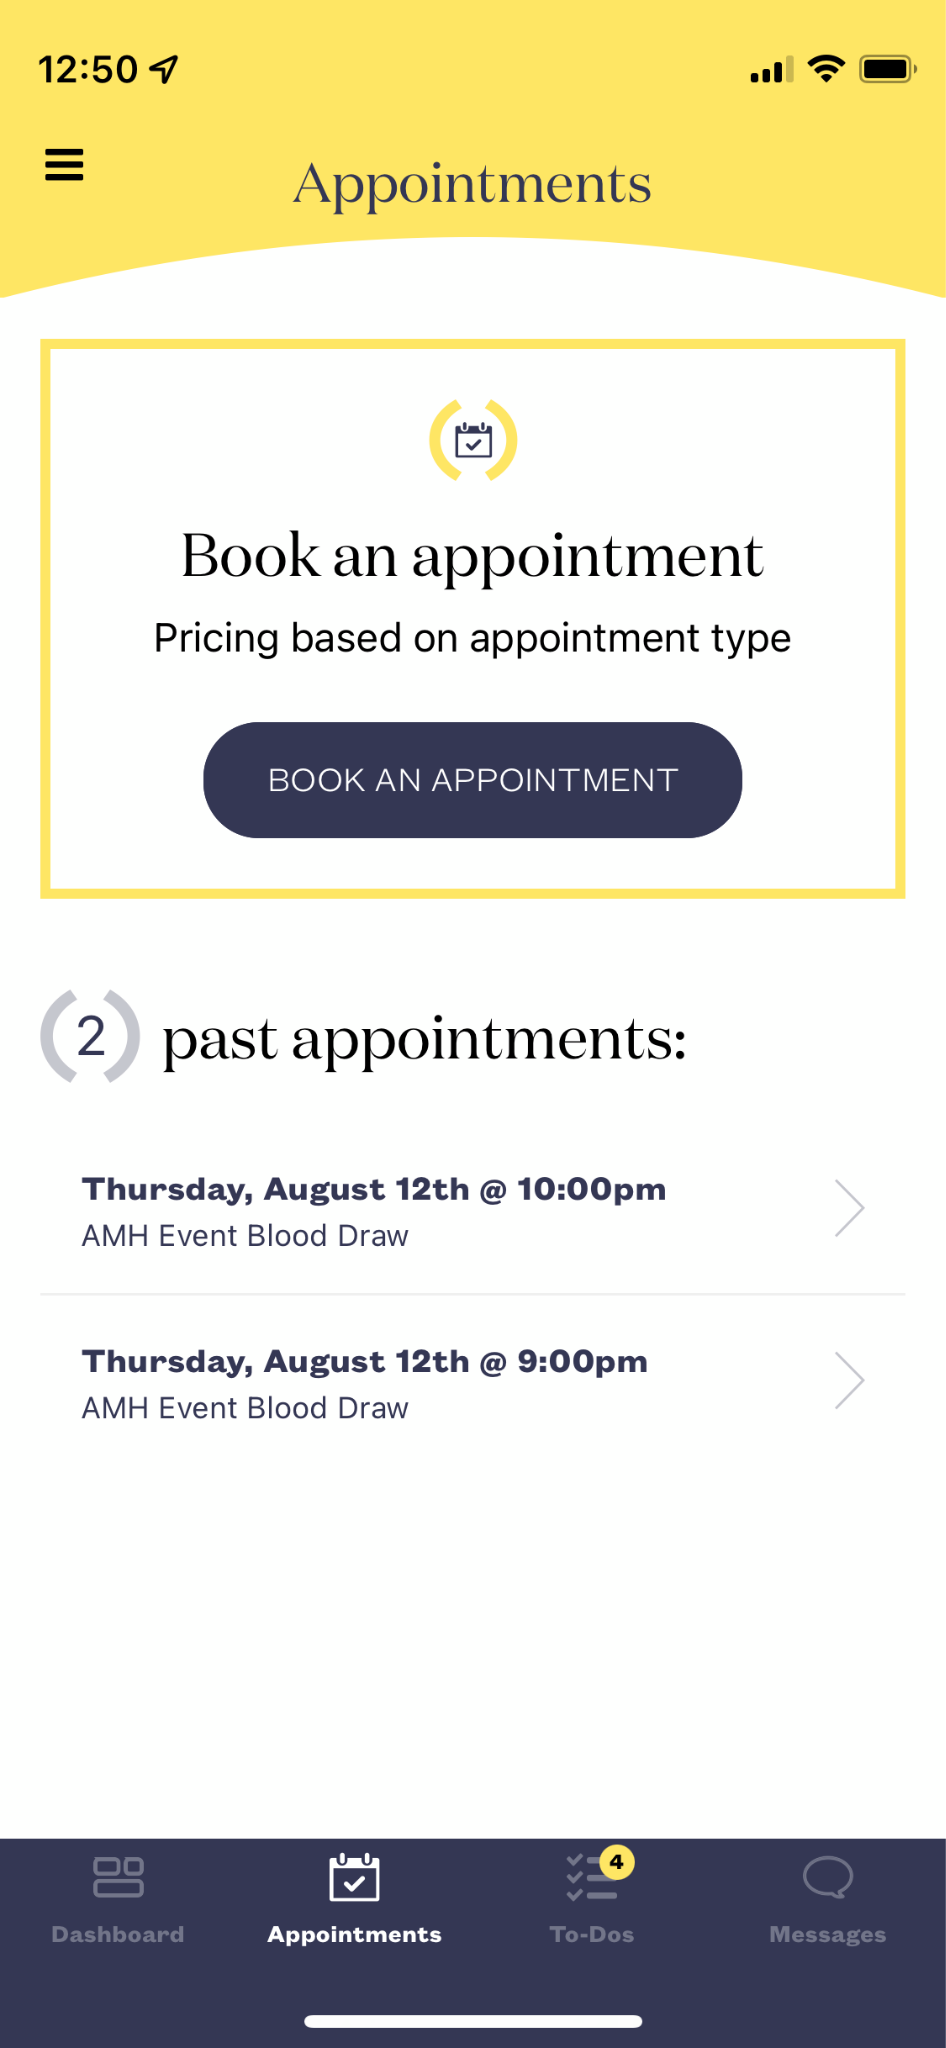 12:50
Appointments
Book an appointment
Pricing based on appointment type
BOOK AN APPOINTMENT
2 past appointments:
Thursday, August 12th @ 10:00pm
AMH Event Blood Draw
Thursday, August 12th @ 9:00pm
AMH Event Blood Draw
4
Dashboard Appointments To-Dos Messages